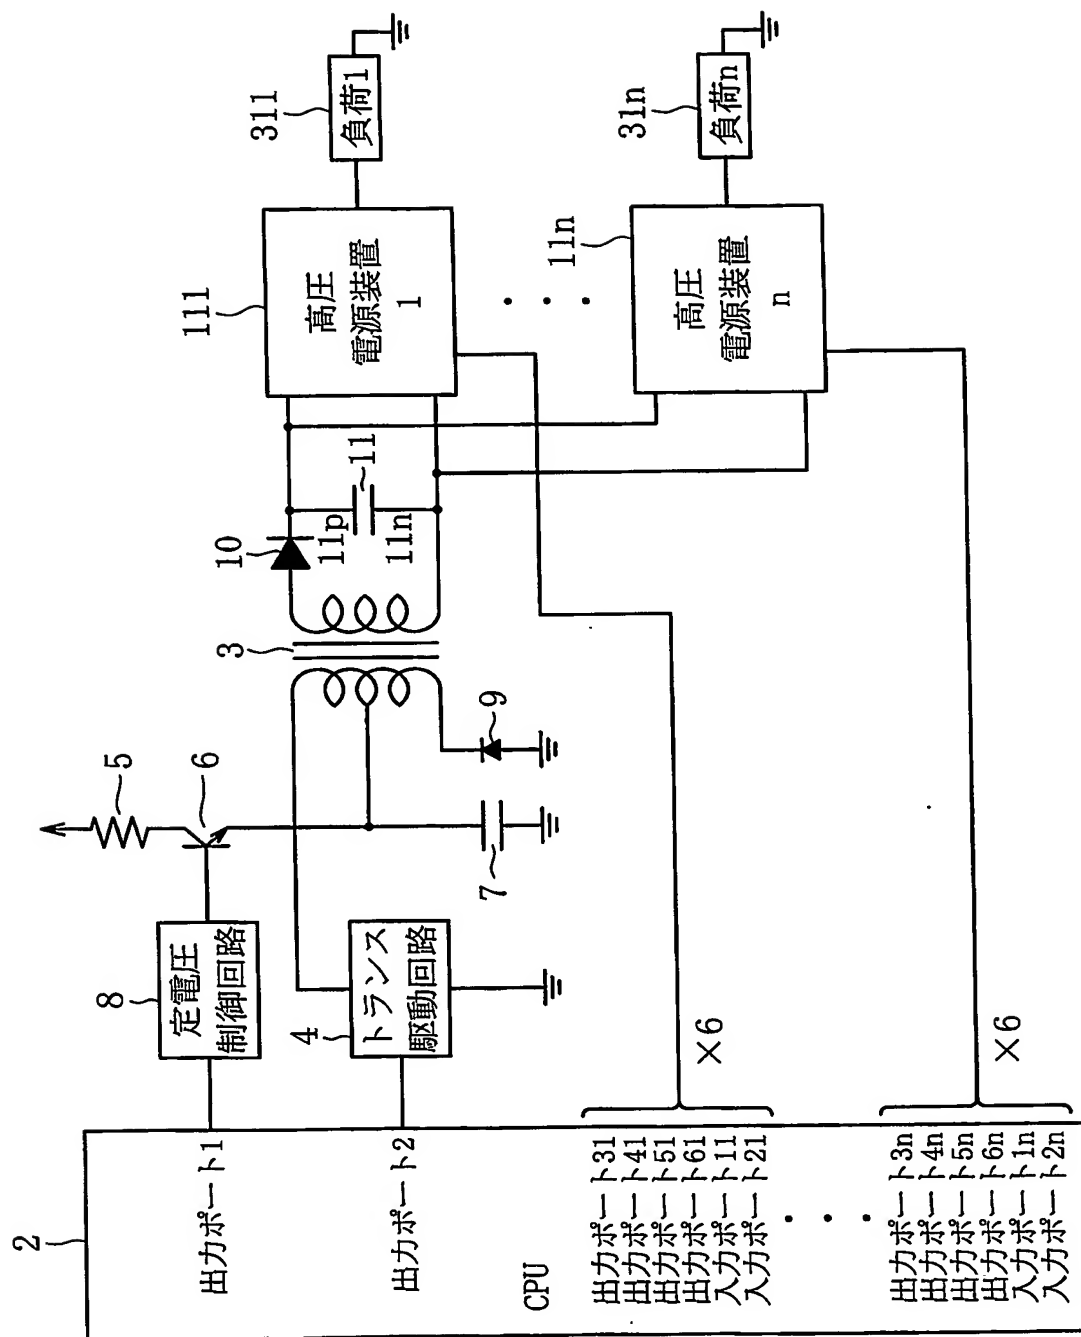 2
出力ポート1
出力ポート2
CPU
出力ポート31
出力ポート41
出力ポート51
出力ポート61
入力ポート11
入力ポート21
出力ポート3n
出力ポート4n
出力ポート5n
出力ポート6n
入力ポート1n
入力ポート2n
×6
×6
8
定電圧
制御回路
4
トランス
駆動回路
5
6
7
9
3
10
11p
11
11n
111
高圧
電源装置
1
11n
高圧
電源装置
n
311
負荷1
31n
負荷n